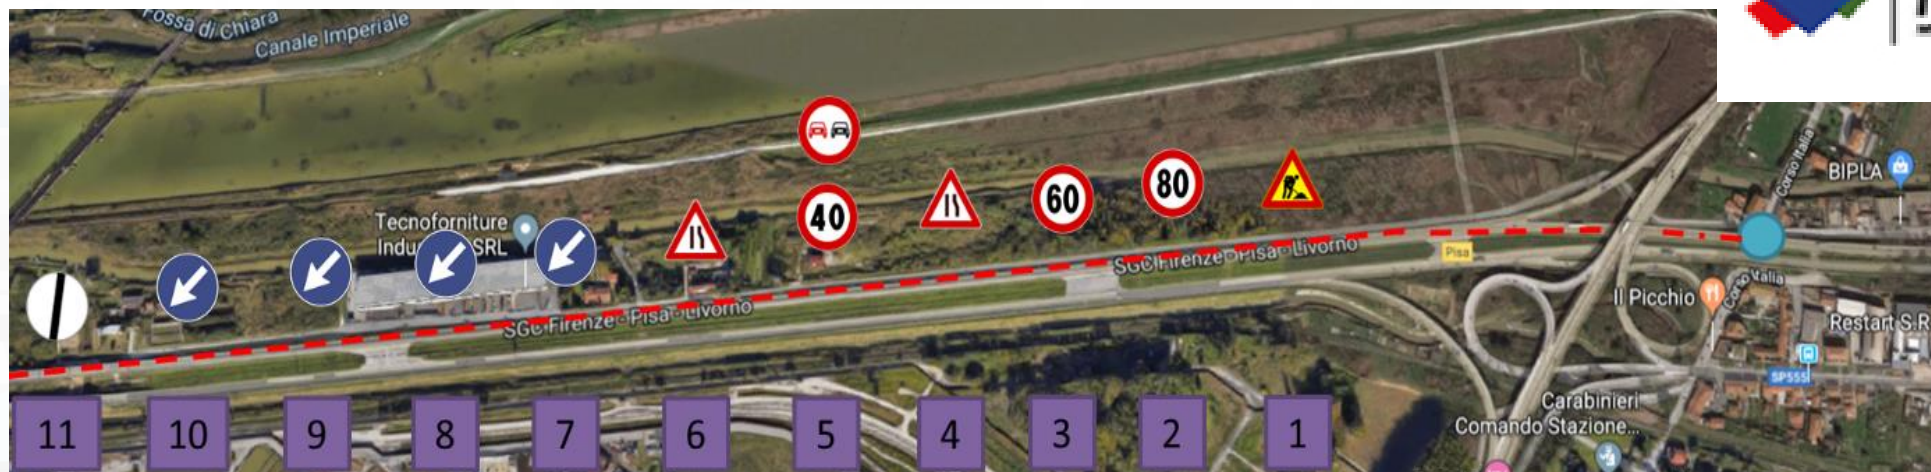 Fossa di Chiara
Canale Imperiale
Corso Italia
BIPLA
80
60
40
Tecnoforniture
Indu SRL
SGC Firenze - Pisa - Livorno
Pisa
Il Picchio
Corso Italia
Restart S.R
SGC Firenze - Pisa - Livorno
SP555
Carabinieri
Comando Stazione...
11 10 9 8 7 6 5 4 3 2 1